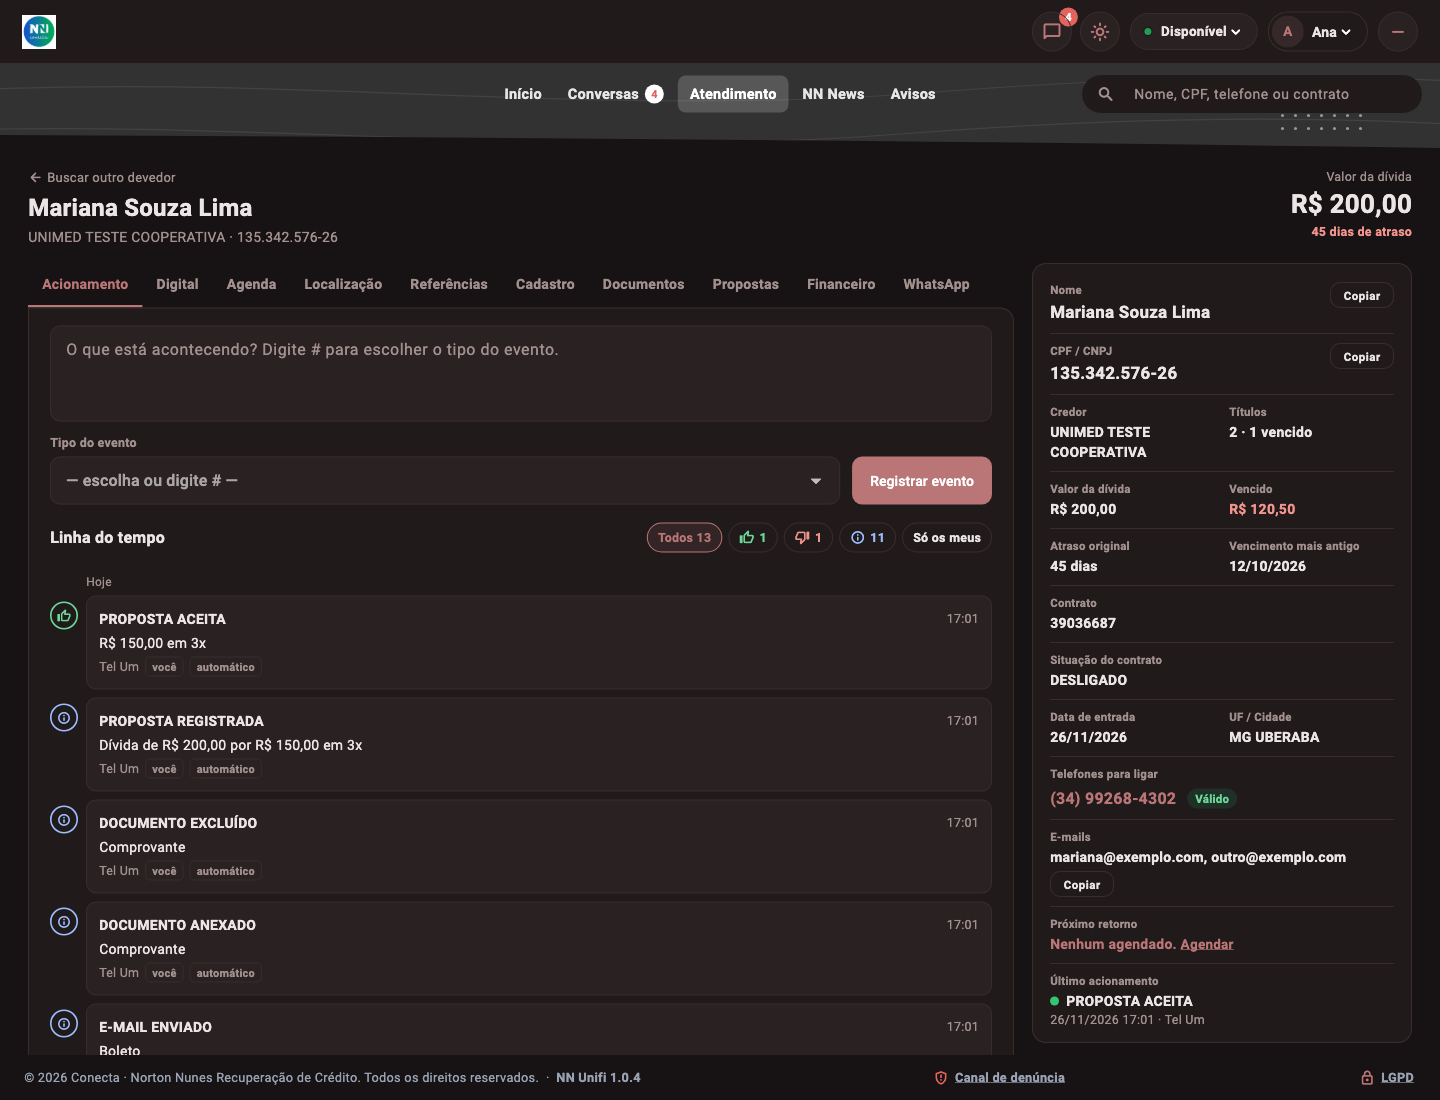 NN
4
Disponível
A
Ana
Início
Conversas 4
Atendimento
NN News
Avisos
Nome, CPF, telefone ou contrato
Buscar outro devedor
Mariana Souza Lima
UNIMED TESTE COOPERATIVA · 135.342.576-26
Valor da dívida
R$ 200,00
45 dias de atraso
Acionamento
Digital
Agenda
Localização
Referências
Cadastro
Documentos
Propostas
Financeiro
WhatsApp
O que está acontecendo? Digite # para escolher o tipo do evento.
Tipo do evento
— escolha ou digite # —
Registrar evento
Linha do tempo
Todos 13
1
1
11
Só os meus
Hoje
PROPOSTA ACEITA 17:01
R$ 150,00 em 3x
Tel Um você automático
PROPOSTA REGISTRADA 17:01
Dívida de R$ 200,00 por R$ 150,00 em 3x
Tel Um você automático
DOCUMENTO EXCLUÍDO 17:01
Comprovante
Tel Um você automático
DOCUMENTO ANEXADO 17:01
Comprovante
Tel Um você automático
E-MAIL ENVIADO 17:01
Boleto
Nome
Mariana Souza Lima
Copiar
CPF / CNPJ
135.342.576-26
Copiar
Credor
UNIMED TESTE
COOPERATIVA
Títulos
2 · 1 vencido
Valor da dívida
R$ 200,00
Vencido
R$ 120,50
Atraso original
45 dias
Vencimento mais antigo
12/10/2026
Contrato
39036687
Situação do contrato
DESLIGADO
Data de entrada
26/11/2026
UF / Cidade
MG UBERABA
Telefones para ligar
(34) 99268-4302 Válido
E-mails
mariana@exemplo.com, outro@exemplo.com
Copiar
Próximo retorno
Nenhum agendado. Agendar
Último acionamento
PROPOSTA ACEITA
26/11/2026 17:01 · Tel Um
© 2026 Conecta · Norton Nunes Recuperação de Crédito. Todos os direitos reservados. · NN Unifi 1.0.4
Canal de denúncia
LGPD